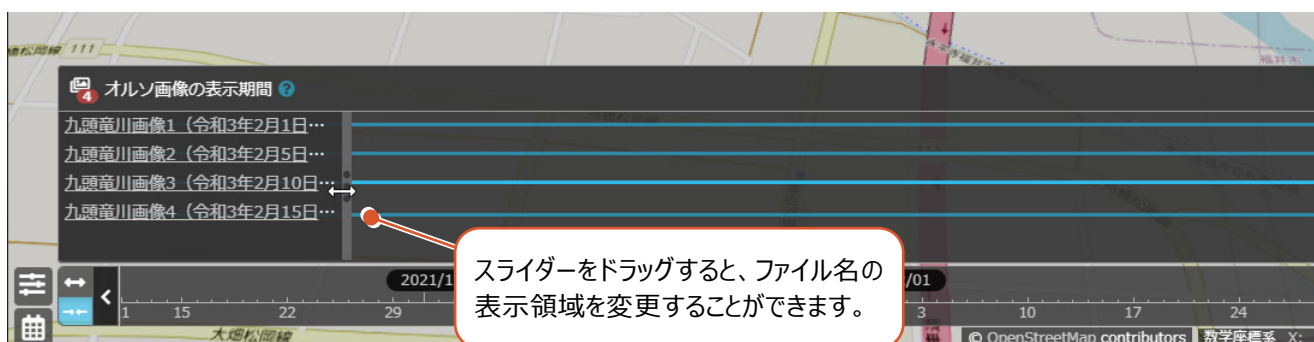 111
福井市
オルソ画像の表示期間 ?
4
九頭竜川画像1（令和3年2月1日…
九頭竜川画像2（令和3年2月5日…
九頭竜川画像3（令和3年2月10日…
九頭竜川画像4（令和3年2月15日…
スライダーをドラッグすると、ファイル名の
表示領域を変更することができます。
2021/1
/01
1 15 22 29 3 10 17 24
大畑松岡線
© OpenStreetMap contributors 数学座標系 X: